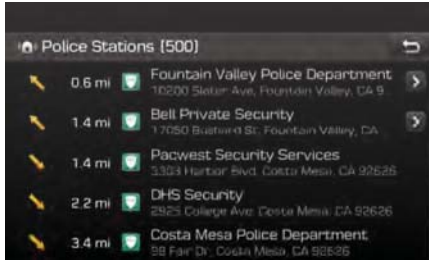 Police Stations (500)
0.6 mi Fountain Valley Police Department
10200 Slater Ave, Fountain Valley, CA 9...
1.4 mi Bell Private Security
17050 Bushard St, Fountain Valley, CA
1.4 mi Pacwest Security Services
3303 Harbor Blvd, Costa Mesa, CA 92626
2.2 mi DHS Security
2925 College Ave, Costa Mesa, CA 92626
3.4 mi Costa Mesa Police Department
98 Fair Dr, Costa Mesa, CA 92626